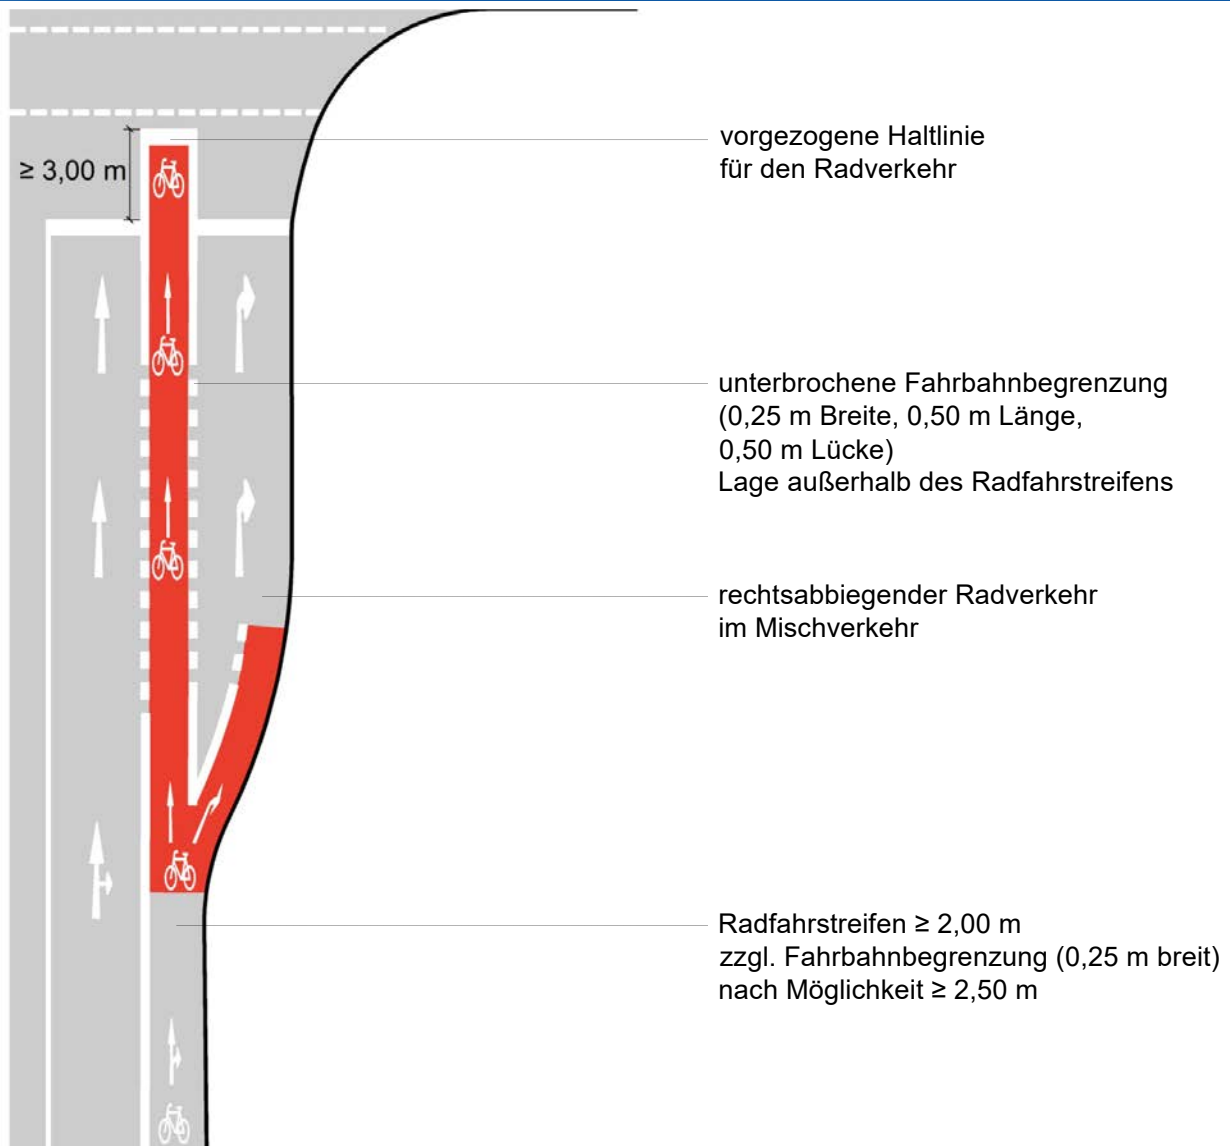 vorgezogene Haltlinie
für den Radverkehr
≥ 3,00 m
unterbrochene Fahrbahnbegrenzung
(0,25 m Breite, 0,50 m Länge,
0,50 m Lücke)
Lage außerhalb des Radfahrstreifens
rechtsabbiegender Radverkehr
im Mischverkehr
Radfahrstreifen ≥ 2,00 m
zzgl. Fahrbahnbegrenzung (0,25 m breit)
nach Möglichkeit ≥ 2,50 m